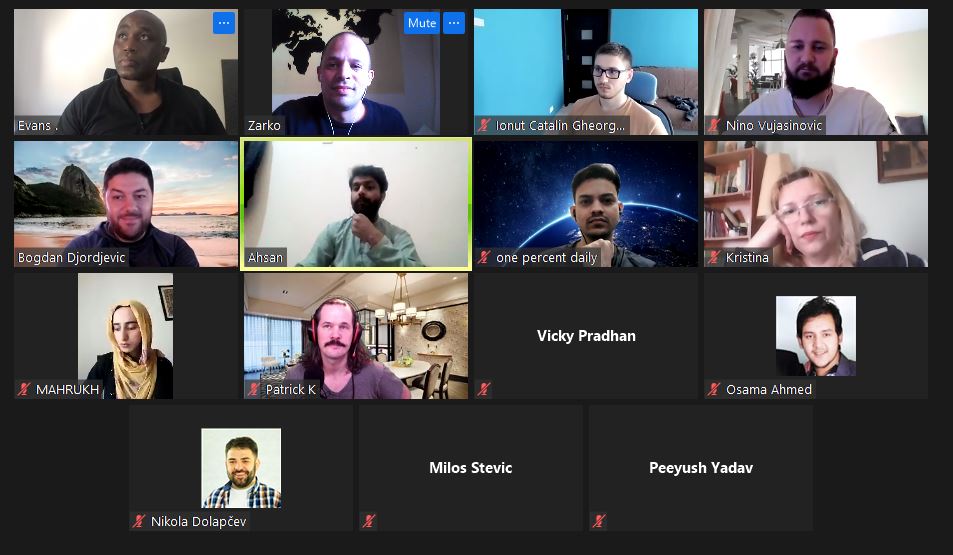 Mute
Evans .
Zarko
Ionut Catalin Gheorg...
Nino Vujasinovic
Bogdan Djordjevic
Ahsan
one percent daily
Kristina
MAHRUKH
Patrick K
Vicky Pradhan
Osama Ahmed
Nikola Dolapčev
Milos Stevic
Peeyush Yadav